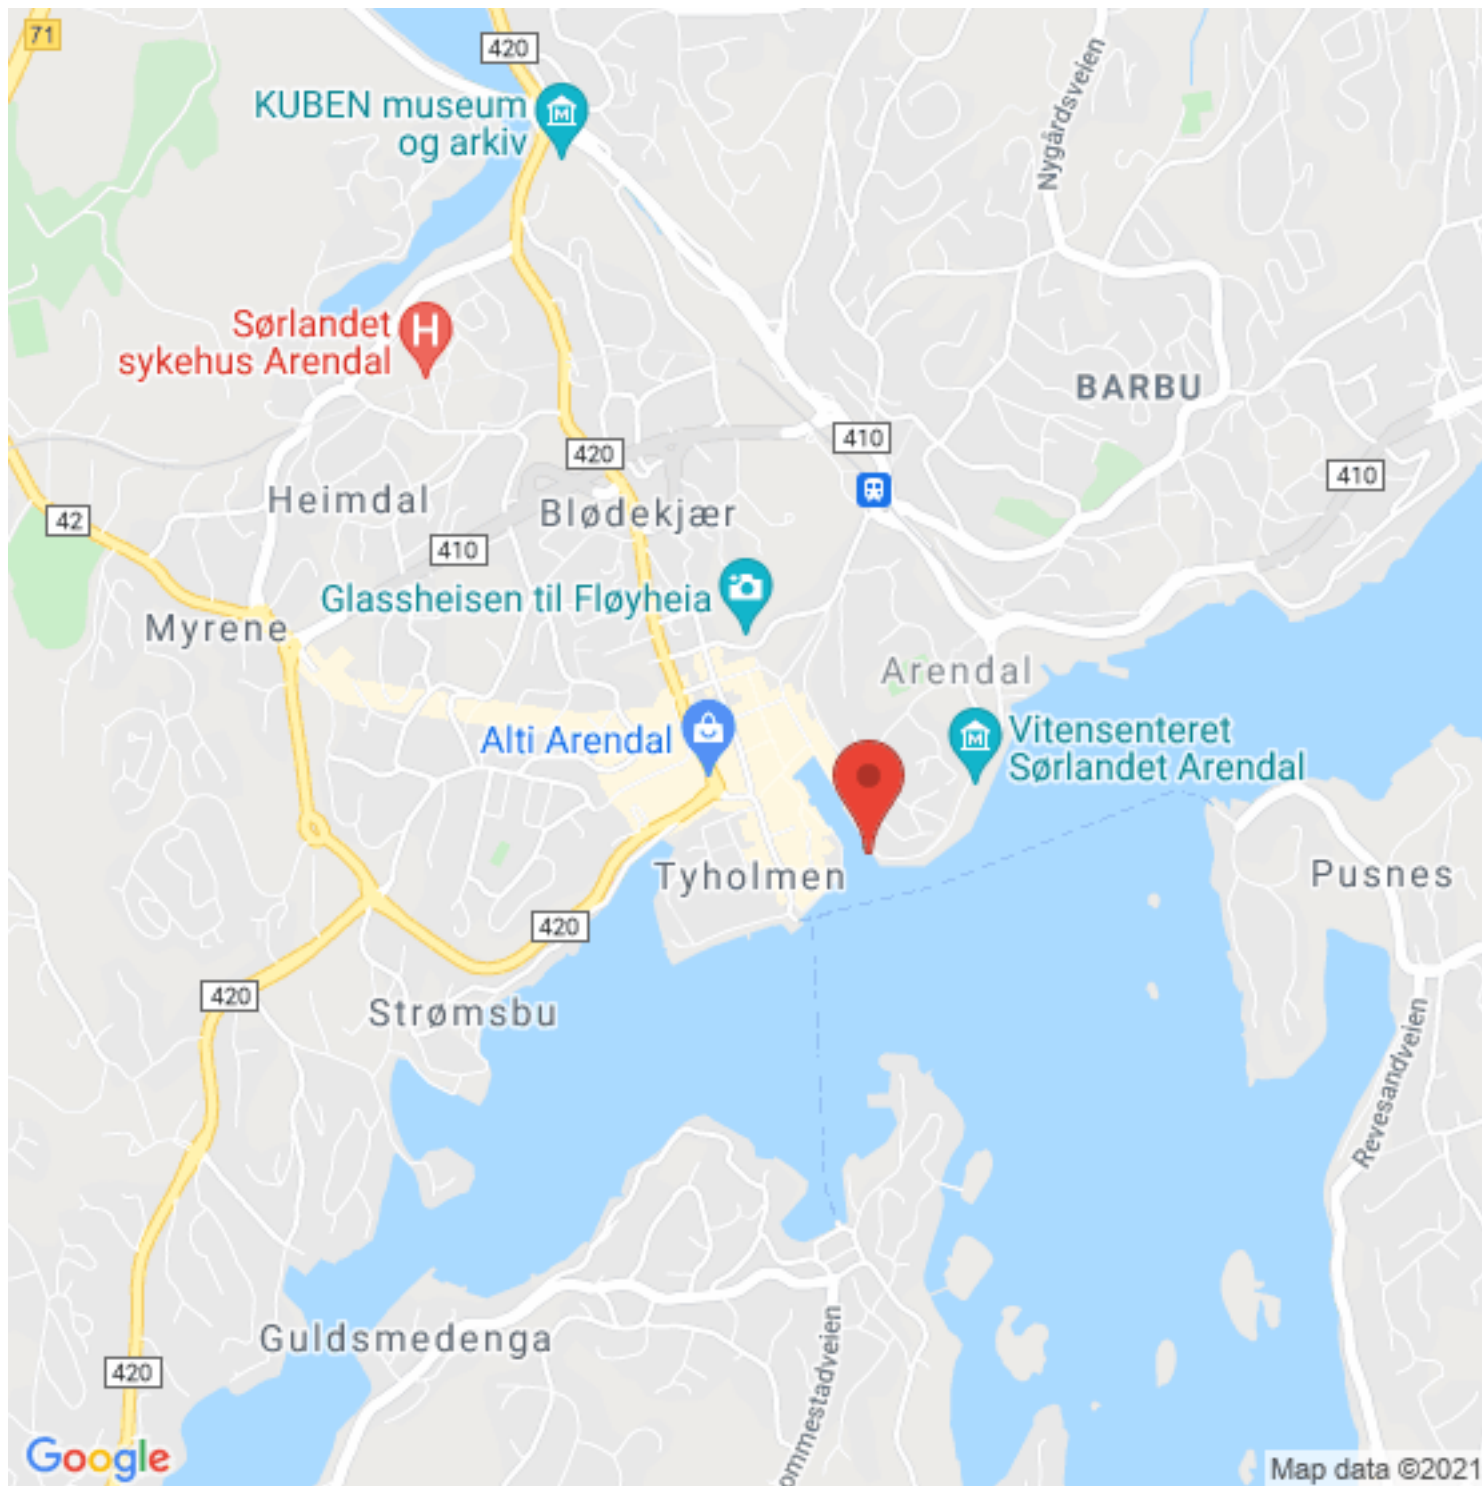 71
420
KUBEN museum
og arkiv
Nygårdsveien
Sørlandet
sykehus Arendal
BARBU
410
420
410
Heimdal
42
Blødekjær
410
Glassheisen til Fløyheia
Myrene
Arendal
Alti Arendal
Vitensenteret
Sørlandet Arendal
Tyholmen
Pusnes
420
420
Strømsbu
Revesandveien
Guldsmedenga
420
ommestadveien
Google
Map data ©2021